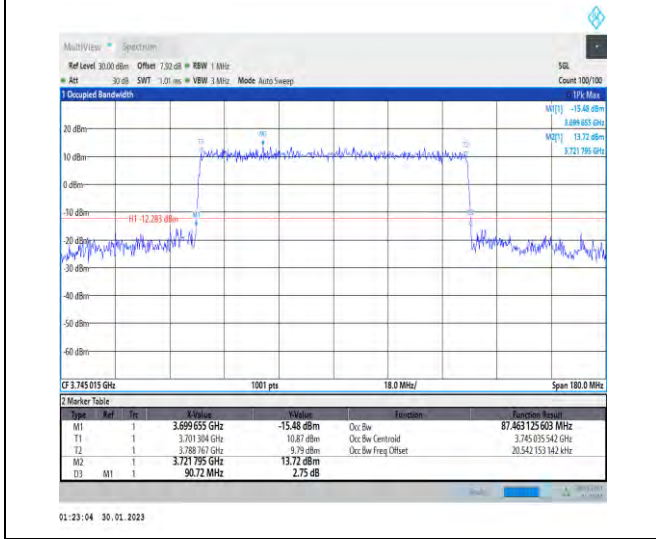 MultiView Spectrum
Ref Level 30.00 dBm Offset 7.92 dB RBW 1 MHz SGL
Att 30 dB SWT 1.01 ms VBW 3 MHz Mode Auto Sweep Count 100/100
1 Occupied Bandwidth 1Pk Max
M1[1] -15.48 dBm
3.699 655 GHz
M2[1] 13.72 dBm
3.721 795 GHz
20 dBm
10 dBm
0 dBm
-10 dBm
H1 -12.283 dBm
M1
-20 dBm
-30 dBm
-40 dBm
-50 dBm
-60 dBm
CF 3.745 015 GHz 1001 pts 18.0 MHz/ Span 180.0 MHz
2 Marker Table
Type Ref Trc X-Value Y-Value Function Function Result
M1 1 3.699 655 GHz -15.48 dBm Occ Bw 87.463 125 603 MHz
T1 1 3.701 304 GHz 10.87 dBm Occ Bw Centroid 3.745 035 542 GHz
T2 1 3.788 767 GHz 9.79 dBm Occ Bw Freq Offset 20.542 153 142 kHz
M2 1 3.721 795 GHz 13.72 dBm
D3 M1 1 90.72 MHz 2.75 dB
01:23:04 30.01.2023